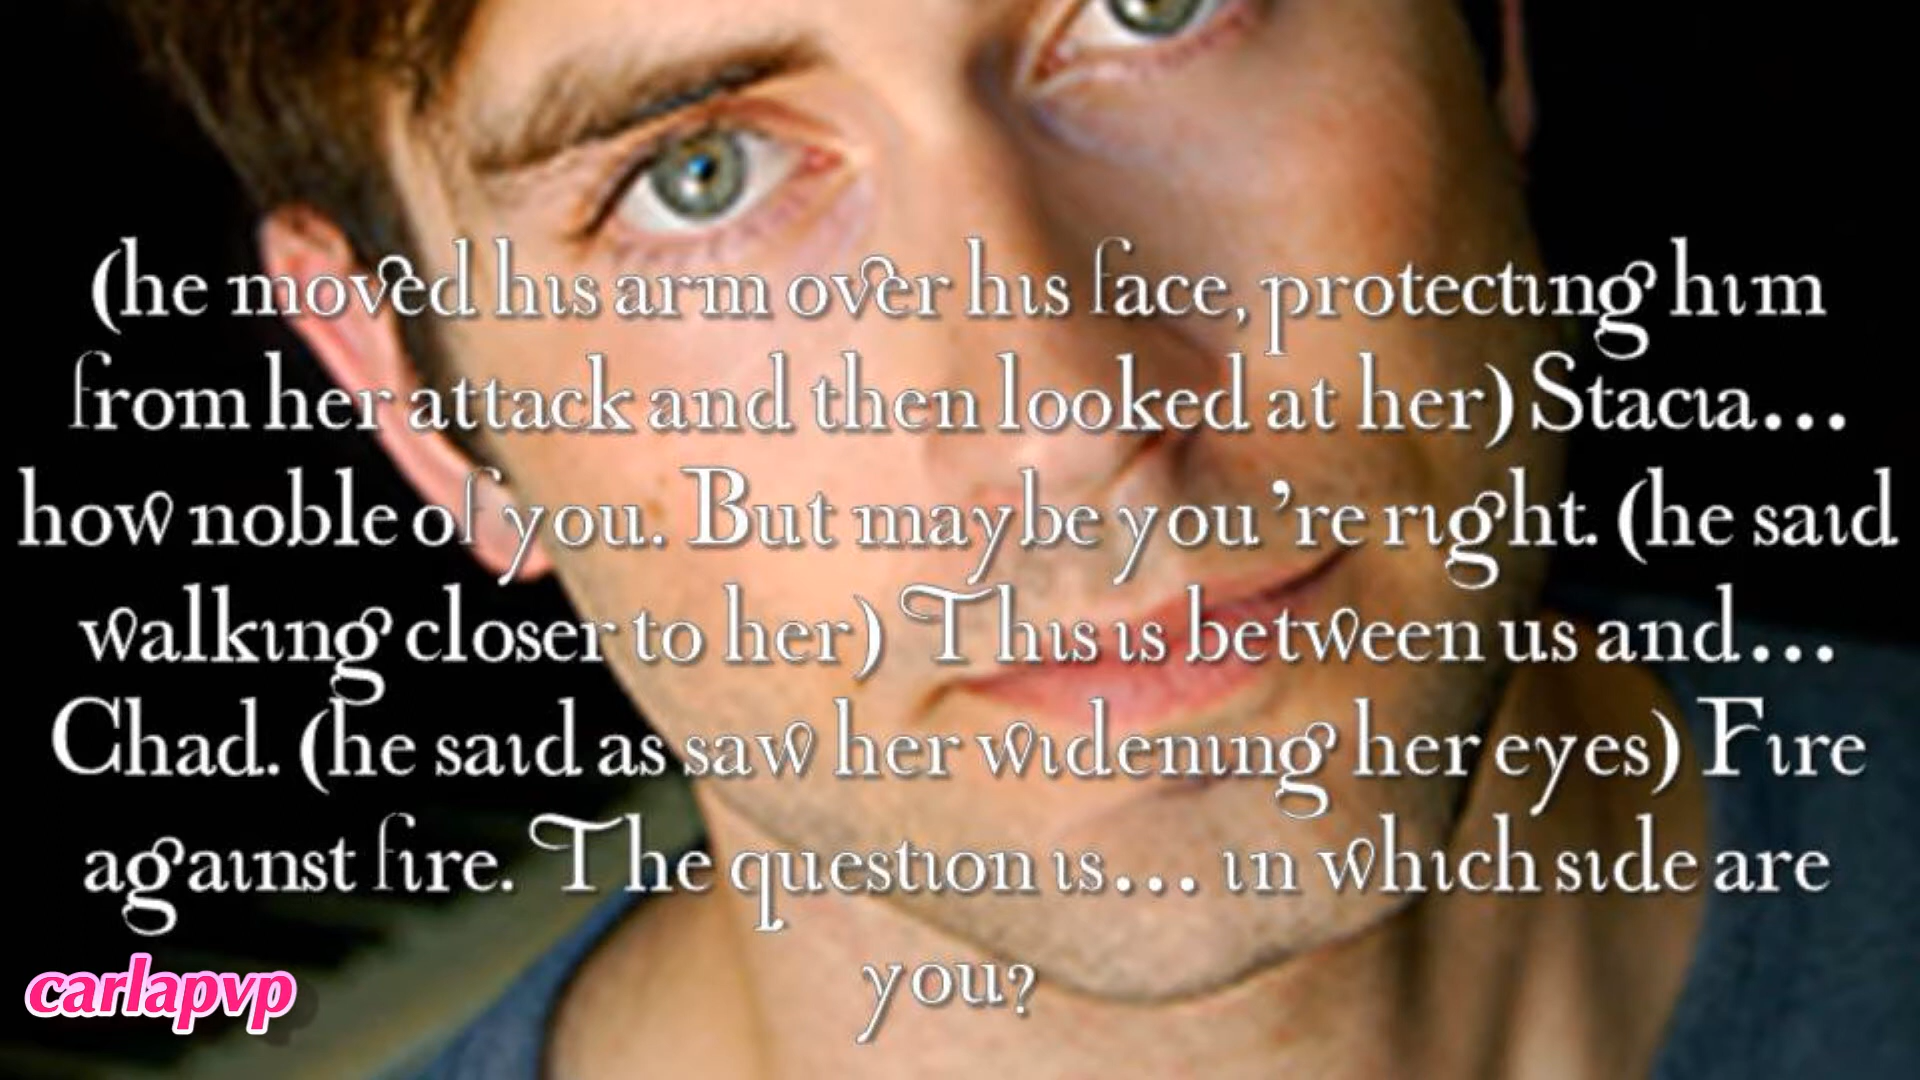 (he moved his arm over his face, protecting him
from her attack and then looked at her) Stacia...
how noble of you. But maybe you're right. (he said
walking closer to her) This is between us and...
Chad. (he said as saw her widening her eyes) Fire
against fire. The question is... in which side are
you?
carlapvp